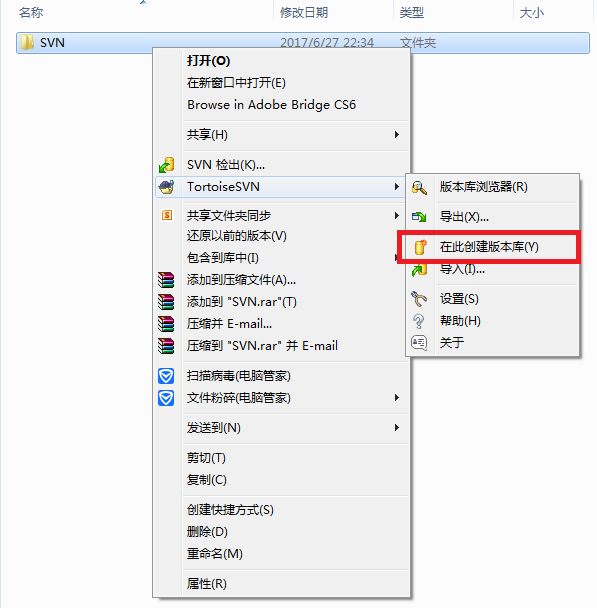 名称 修改日期 类型 大小
SVN 2017/6/27 22:34 文件夹
打开(O)
在新窗口中打开(E)
Browse in Adobe Bridge CS6
共享(H)
SVN 检出(K)...
TortoiseSVN
共享文件夹同步
还原以前的版本(V)
包含到库中(I)
添加到压缩文件(A)...
添加到 "SVN.rar"(T)
压缩并 E-mail...
压缩到 "SVN.rar" 并 E-mail
扫描病毒(电脑管家)
文件粉碎(电脑管家)
发送到(N)
剪切(T)
复制(C)
创建快捷方式(S)
删除(D)
重命名(M)
属性(R)
版本库浏览器(R)
导出(X)...
在此创建版本库(Y)
导入(I)...
设置(S)
帮助(H)
关于